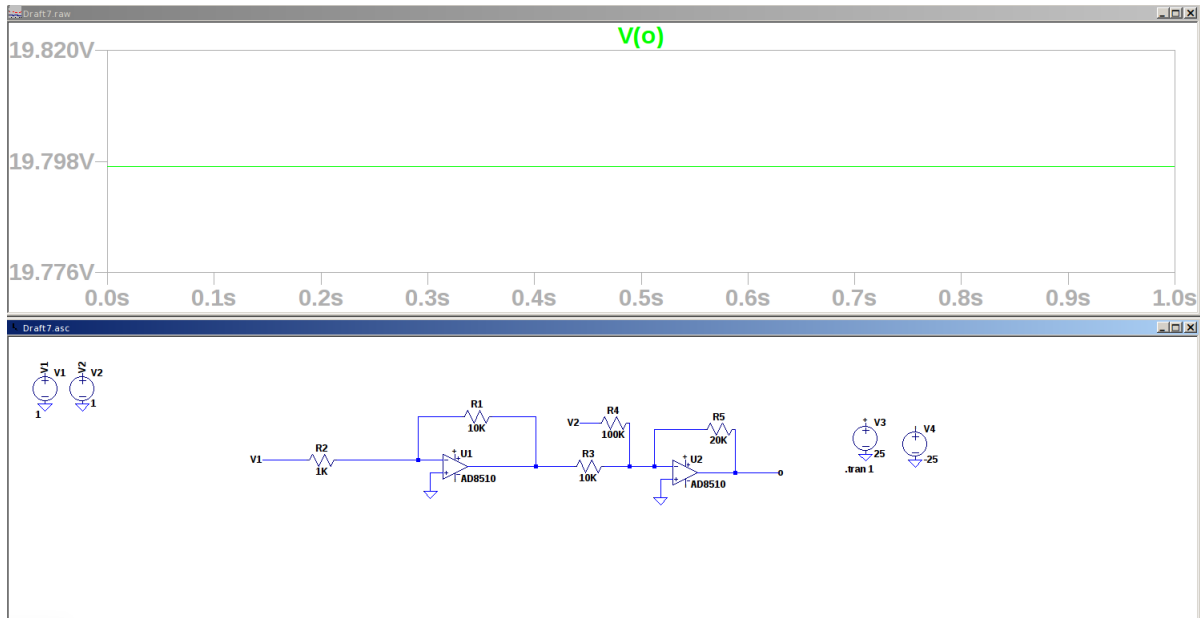 Draft7.raw
V(o)
19.820V
19.798V
19.776V
0.0s 0.1s 0.2s 0.3s 0.4s 0.5s 0.6s 0.7s 0.8s 0.9s 1.0s
Draft7.asc
V1 V1 V2 V2
1 1
V1 R2 1K
R1 10K
U1
AD8510
V2 R4 100K
R3 10K
R5 20K
U2
AD8510
o
V3 25
V4 -25
.tran 1